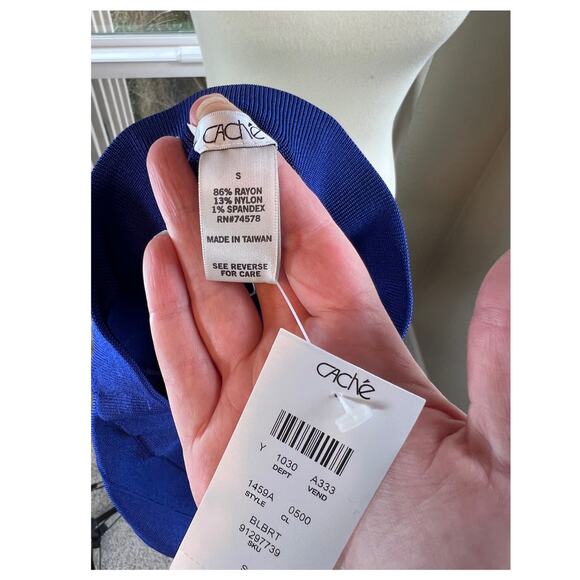 CAChé
S
86% RAYON
13% NYLON
1% SPANDEX
RN#74578
MADE IN TAIWAN
SEE REVERSE
FOR CARE
CAChé
Y 1030 A333
DEPT VEND
1459A 0500
STYLE CL
BLBRT
91297739
SKU
S